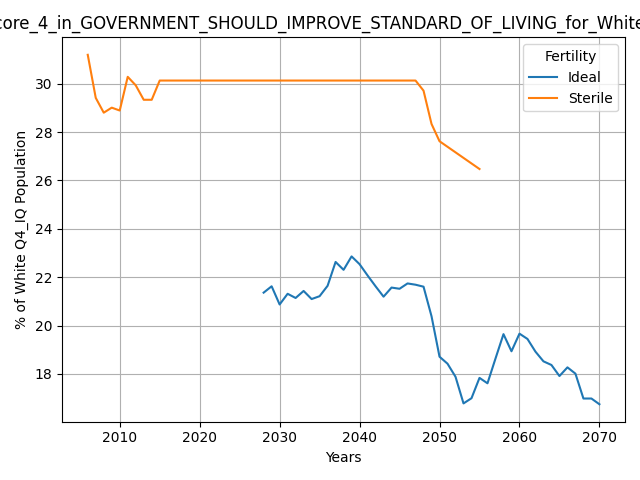 core_4_in_GOVERNMENT_SHOULD_IMPROVE_STANDARD_OF_LIVING_for_White
Fertility
Ideal
Sterile
30
28
26
24
22
20
18
% of White Q4_IQ Population
2010
2020
2030
2040
2050
2060
2070
Years